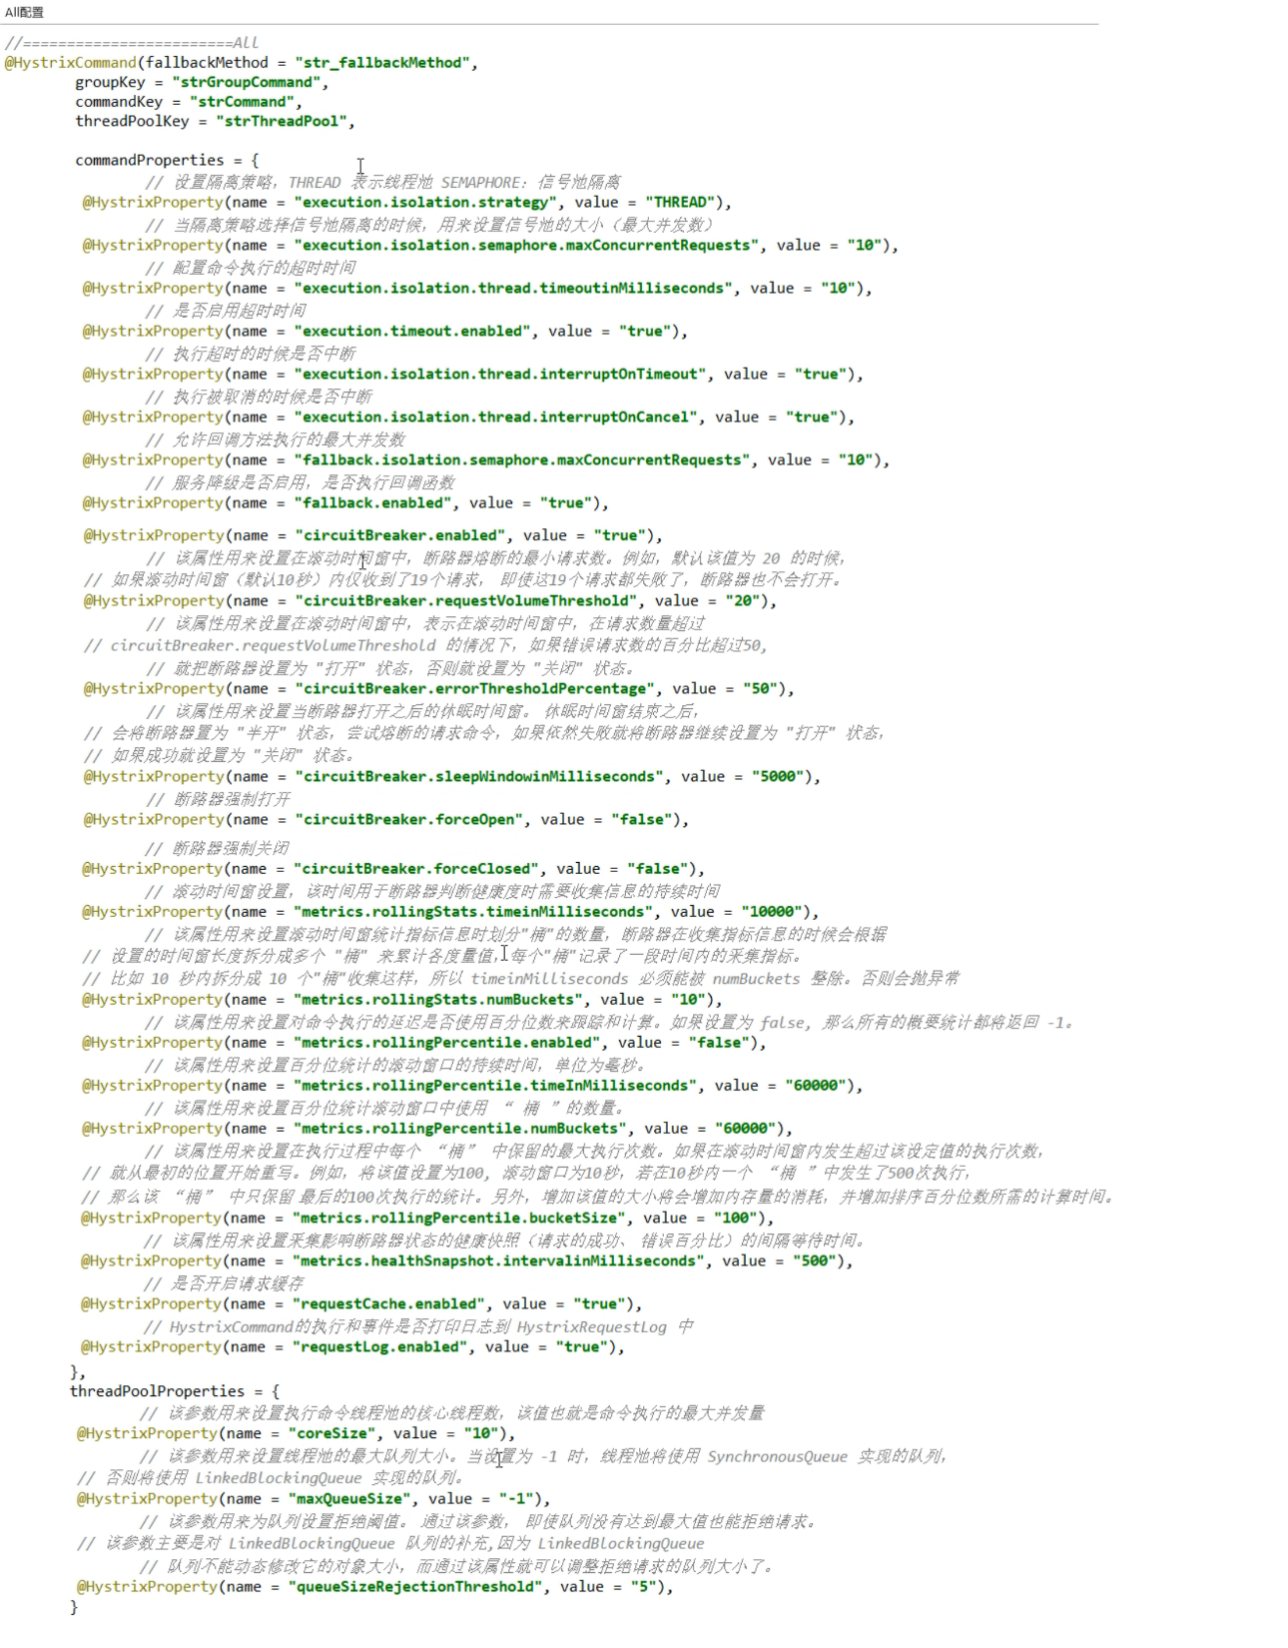 All配置
//========================All
@HystrixCommand(fallbackMethod = "str_fallbackMethod",
groupKey = "strGroupCommand",
commandKey = "strCommand",
threadPoolKey = "strThreadPool",
commandProperties = {
// 设置隔离策略，THREAD 表示线程池 SEMAPHORE：信号池隔离
@HystrixProperty(name = "execution.isolation.strategy", value = "THREAD"),
// 当隔离策略选择信号池隔离的时候，用来设置信号池的大小（最大并发数）
@HystrixProperty(name = "execution.isolation.semaphore.maxConcurrentRequests", value = "10"),
// 配置命令执行的超时时间
@HystrixProperty(name = "execution.isolation.thread.timeoutinMilliseconds", value = "10"),
// 是否启用超时时间
@HystrixProperty(name = "execution.timeout.enabled", value = "true"),
// 执行超时的时候是否中断
@HystrixProperty(name = "execution.isolation.thread.interruptOnTimeout", value = "true"),
// 执行被取消的时候是否中断
@HystrixProperty(name = "execution.isolation.thread.interruptOnCancel", value = "true"),
// 允许回调方法执行的最大并发数
@HystrixProperty(name = "fallback.isolation.semaphore.maxConcurrentRequests", value = "10"),
// 服务降级是否启用，是否执行回调函数
@HystrixProperty(name = "fallback.enabled", value = "true"),
@HystrixProperty(name = "circuitBreaker.enabled", value = "true"),
// 该属性用来设置在滚动时间窗中，断路器熔断的最小请求数。例如，默认该值为 20 的时候，
// 如果滚动时间窗（默认10秒）内仅收到了19个请求， 即使这19个请求都失败了，断路器也不会打开。
@HystrixProperty(name = "circuitBreaker.requestVolumeThreshold", value = "20"),
// 该属性用来设置在滚动时间窗中，表示在滚动时间窗中，在请求数量超过
// circuitBreaker.requestVolumeThreshold 的情况下，如果错误请求数的百分比超过50,
// 就把断路器设置为 "打开" 状态，否则就设置为 "关闭" 状态。
@HystrixProperty(name = "circuitBreaker.errorThresholdPercentage", value = "50"),
// 该属性用来设置当断路器打开之后的休眠时间窗。 休眠时间窗结束之后，
// 会将断路器置为 "半开" 状态，尝试熔断的请求命令，如果依然失败就将断路器继续设置为 "打开" 状态，
// 如果成功就设置为 "关闭" 状态。
@HystrixProperty(name = "circuitBreaker.sleepWindowinMilliseconds", value = "5000"),
// 断路器强制打开
@HystrixProperty(name = "circuitBreaker.forceOpen", value = "false"),
// 断路器强制关闭
@HystrixProperty(name = "circuitBreaker.forceClosed", value = "false"),
// 滚动时间窗设置，该时间用于断路器判断健康度时需要收集信息的持续时间
@HystrixProperty(name = "metrics.rollingStats.timeinMilliseconds", value = "10000"),
// 该属性用来设置滚动时间窗统计指标信息时划分"桶"的数量，断路器在收集指标信息的时候会根据
// 设置的时间窗长度拆分成多个 "桶" 来累计各度量值，每个"桶"记录了一段时间内的采集指标。
// 比如 10 秒内拆分成 10 个"桶"收集这样，所以 timeinMilliseconds 必须能被 numBuckets 整除。否则会抛异常
@HystrixProperty(name = "metrics.rollingStats.numBuckets", value = "10"),
// 该属性用来设置对命令执行的延迟是否使用百分位数来跟踪和计算。如果设置为 false, 那么所有的概要统计都将返回 -1。
@HystrixProperty(name = "metrics.rollingPercentile.enabled", value = "false"),
// 该属性用来设置百分位统计的滚动窗口的持续时间，单位为毫秒。
@HystrixProperty(name = "metrics.rollingPercentile.timeInMilliseconds", value = "60000"),
// 该属性用来设置百分位统计滚动窗口中使用 “ 桶 ”的数量。
@HystrixProperty(name = "metrics.rollingPercentile.numBuckets", value = "60000"),
// 该属性用来设置在执行过程中每个 “桶” 中保留的最大执行次数。如果在滚动时间窗内发生超过该设定值的执行次数，
// 就从最初的位置开始重写。例如，将该值设置为100, 滚动窗口为10秒，若在10秒内一个 “桶 ”中发生了500次执行，
// 那么该 “桶” 中只保留 最后的100次执行的统计。另外，增加该值的大小将会增加内存量的消耗，并增加排序百分位数所需的计算时间。
@HystrixProperty(name = "metrics.rollingPercentile.bucketSize", value = "100"),
// 该属性用来设置采集影响断路器状态的健康快照（请求的成功、 错误百分比）的间隔等待时间。
@HystrixProperty(name = "metrics.healthSnapshot.intervalinMilliseconds", value = "500"),
// 是否开启请求缓存
@HystrixProperty(name = "requestCache.enabled", value = "true"),
// HystrixCommand的执行和事件是否打印日志到 HystrixRequestLog 中
@HystrixProperty(name = "requestLog.enabled", value = "true"),
},
threadPoolProperties = {
// 该参数用来设置执行命令线程池的核心线程数，该值也就是命令执行的最大并发量
@HystrixProperty(name = "coreSize", value = "10"),
// 该参数用来设置线程池的最大队列大小。当设置为 -1 时，线程池将使用 SynchronousQueue 实现的队列，
// 否则将使用 LinkedBlockingQueue 实现的队列。
@HystrixProperty(name = "maxQueueSize", value = "-1"),
// 该参数用来为队列设置拒绝阈值。 通过该参数， 即使队列没有达到最大值也能拒绝请求。
// 该参数主要是对 LinkedBlockingQueue 队列的补充,因为 LinkedBlockingQueue
// 队列不能动态修改它的对象大小，而通过该属性就可以调整拒绝请求的队列大小了。
@HystrixProperty(name = "queueSizeRejectionThreshold", value = "5"),
}